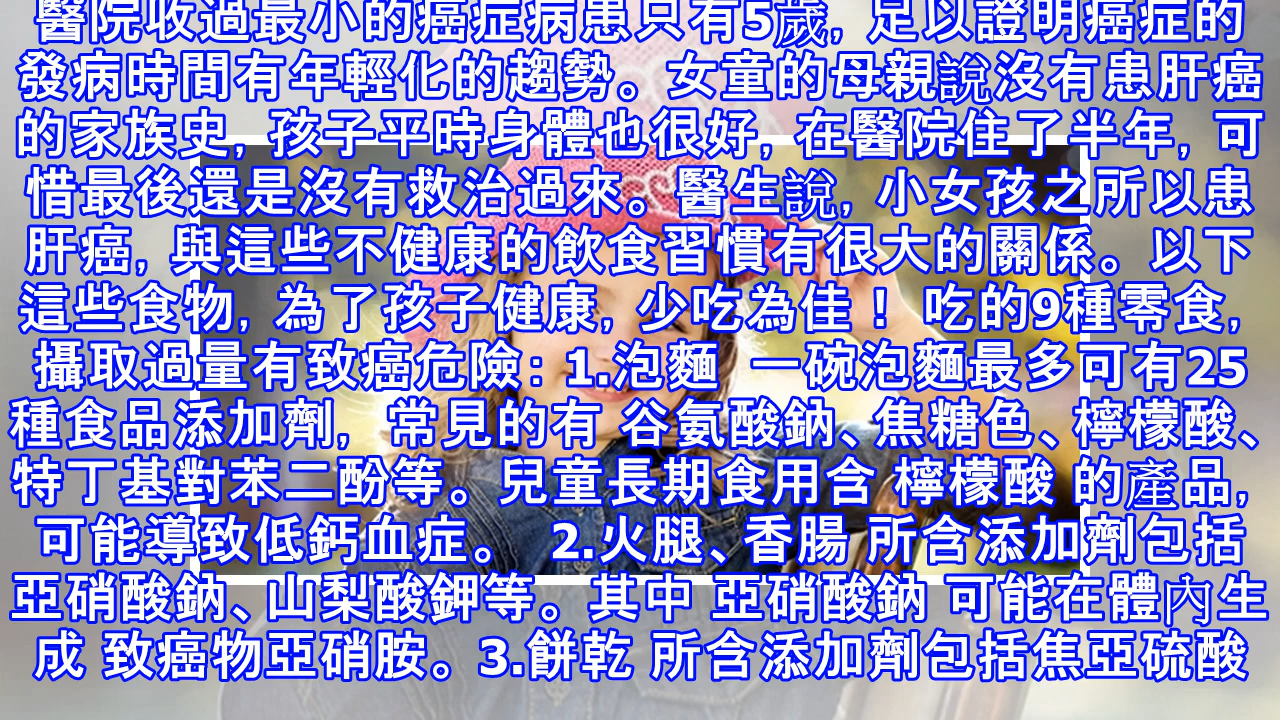 醫院收過最小的癌症病患只有5歲, 足以證明癌症的
發病時間有年輕化的趨勢。女童的母親說沒有患肝癌
的家族史, 孩子平時身體也很好, 在醫院住了半年, 可
惜最後還是沒有救治過來。醫生說, 小女孩之所以患
肝癌, 與這些不健康的飲食習慣有很大的關係。以下
這些食物, 為了孩子健康, 少吃為佳！ 吃的9種零食,
攝取過量有致癌危險: 1.泡麵 一碗泡麵最多可有25
種食品添加劑, 常見的有 谷氨酸鈉、焦糖色、檸檬酸、
特丁基對苯二酚等。兒童長期食用含 檸檬酸 的產品,
可能導致低鈣血症。 2.火腿、香腸 所含添加劑包括
亞硝酸鈉、山梨酸鉀等。其中 亞硝酸鈉 可能在體內生
成 致癌物亞硝胺。3.餅乾 所含添加劑包括焦亞硫酸